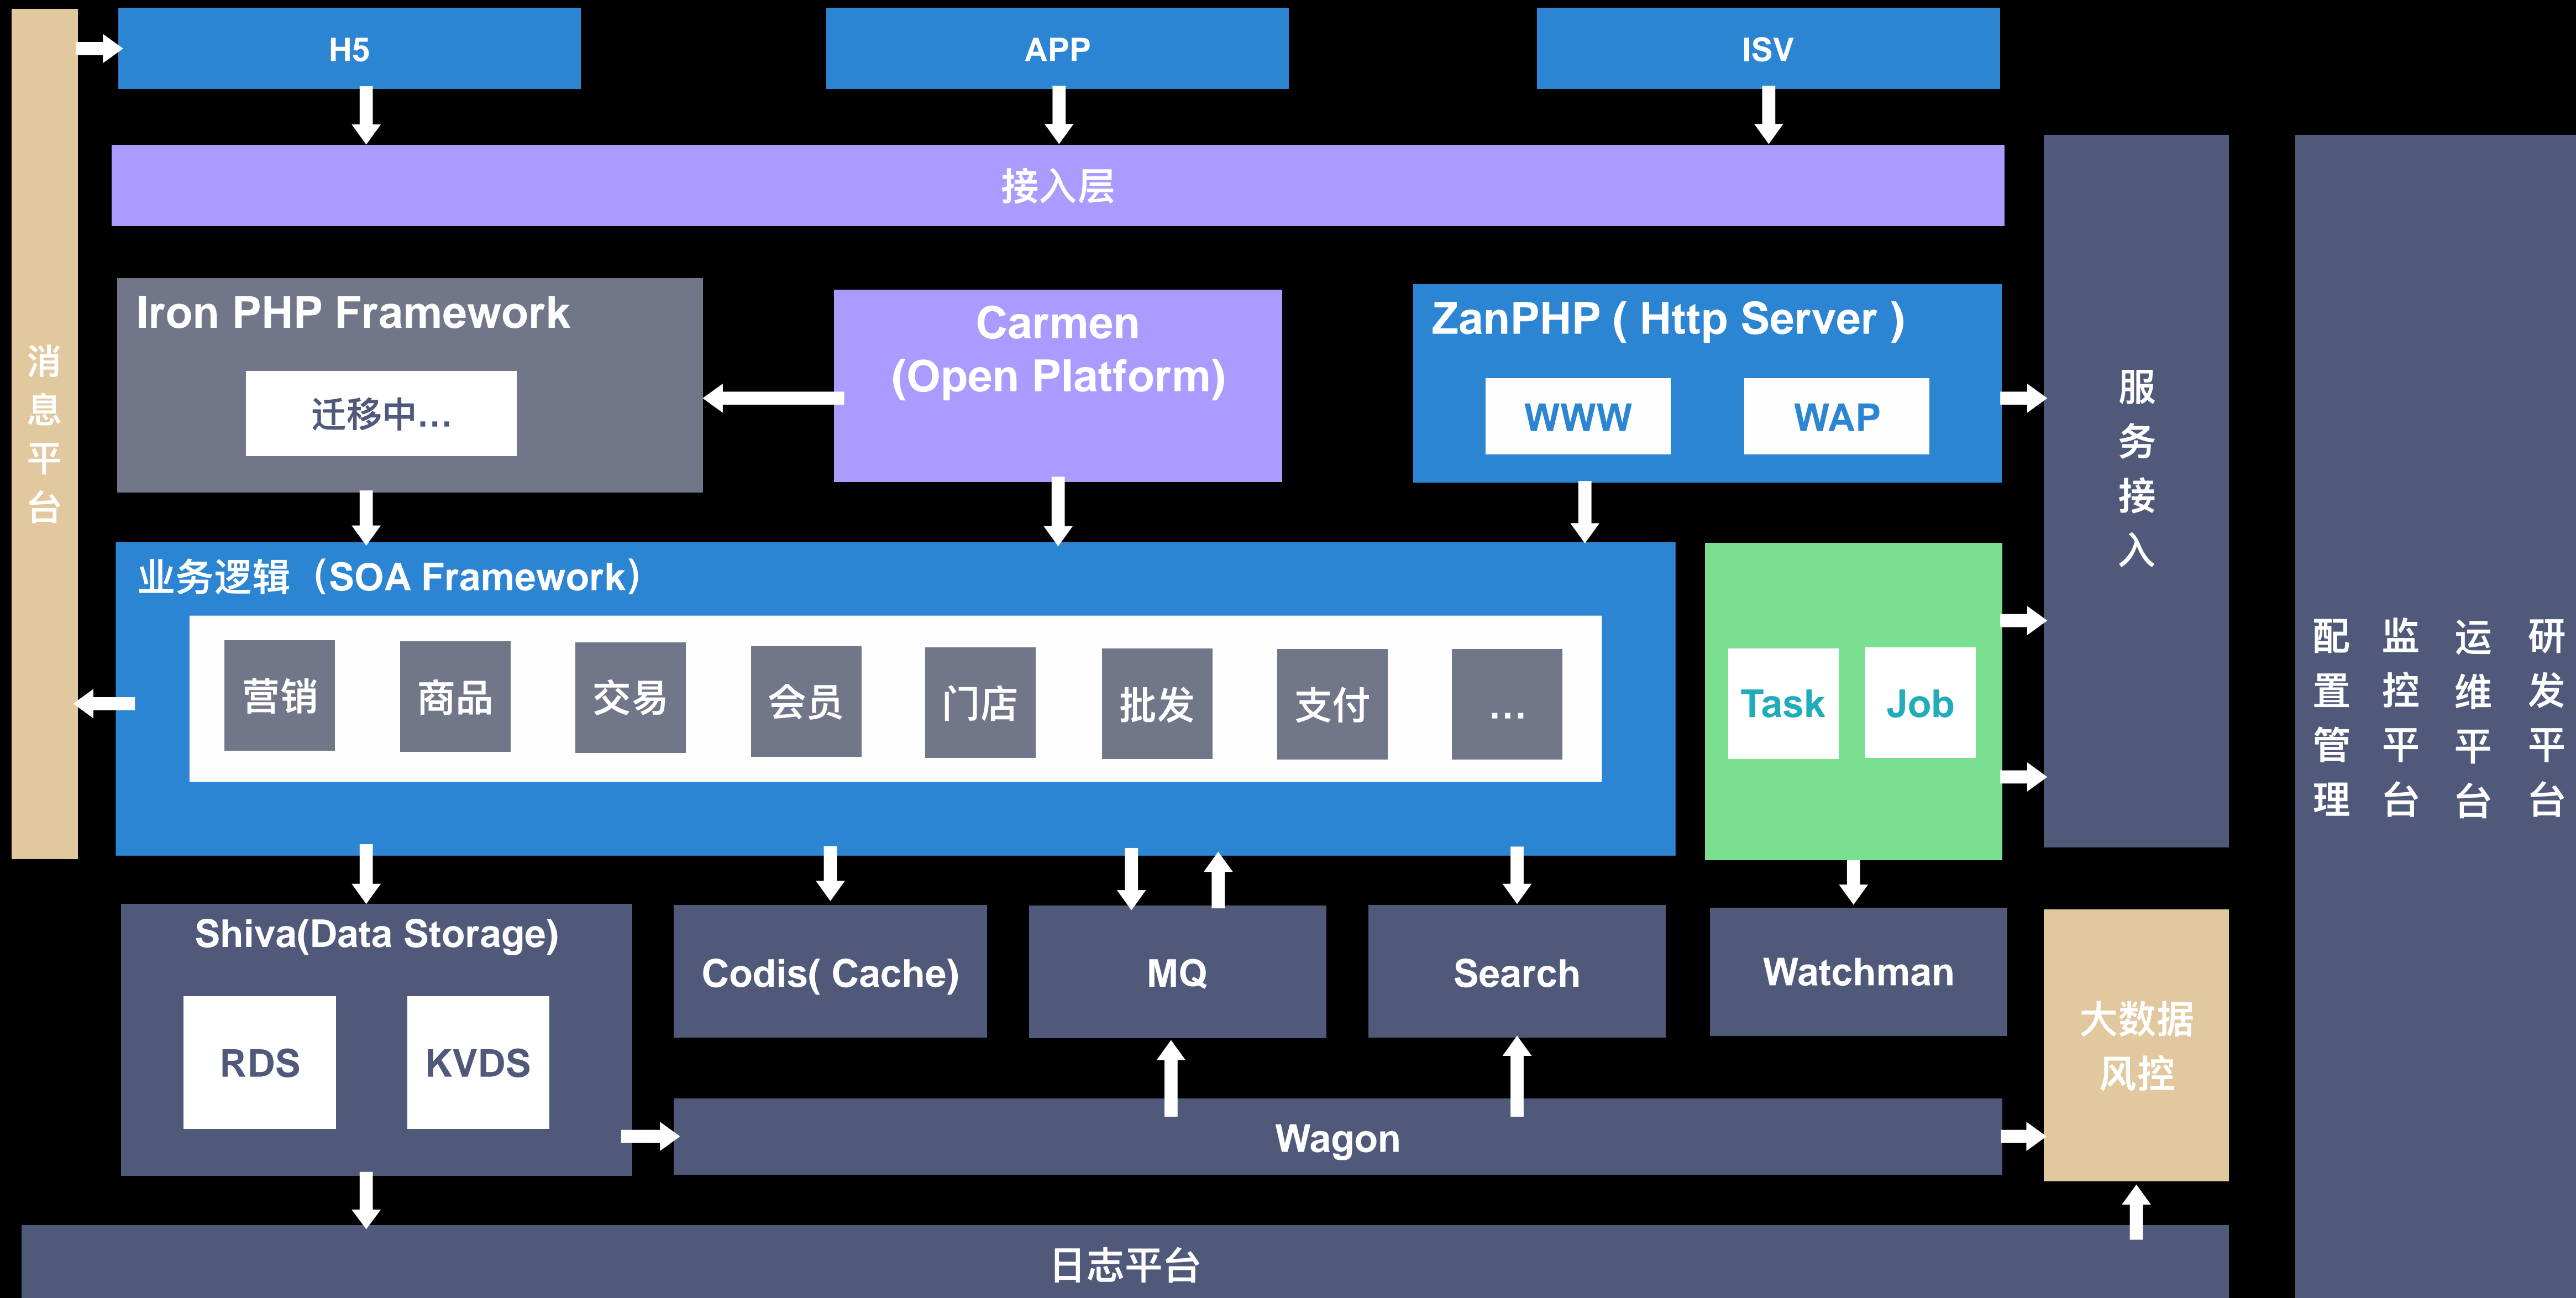 H5
APP
ISV
接入层
消息平台
Iron PHP Framework
迁移中...
Carmen
(Open Platform)
ZanPHP ( Http Server )
WWW
WAP
服务接入
业务逻辑（SOA Framework）
营销
商品
交易
会员
门店
批发
支付
...
Task
Job
配置管理
监控平台
运维平台
研发平台
Shiva(Data Storage)
RDS
KVDS
Codis( Cache)
MQ
Search
Watchman
大数据
风控
Wagon
日志平台